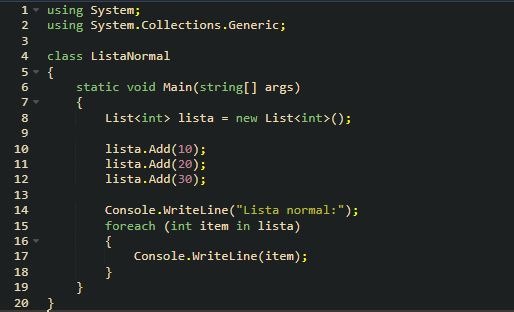 1 using System;
2 using System.Collections.Generic;
3
4 class ListaNormal
5 {
6     static void Main(string[] args)
7     {
8         List<int> lista = new List<int>();
9
10         lista.Add(10);
11         lista.Add(20);
12         lista.Add(30);
13
14         Console.WriteLine("Lista normal:");
15         foreach (int item in lista)
16         {
17             Console.WriteLine(item);
18         }
19     }
20 }